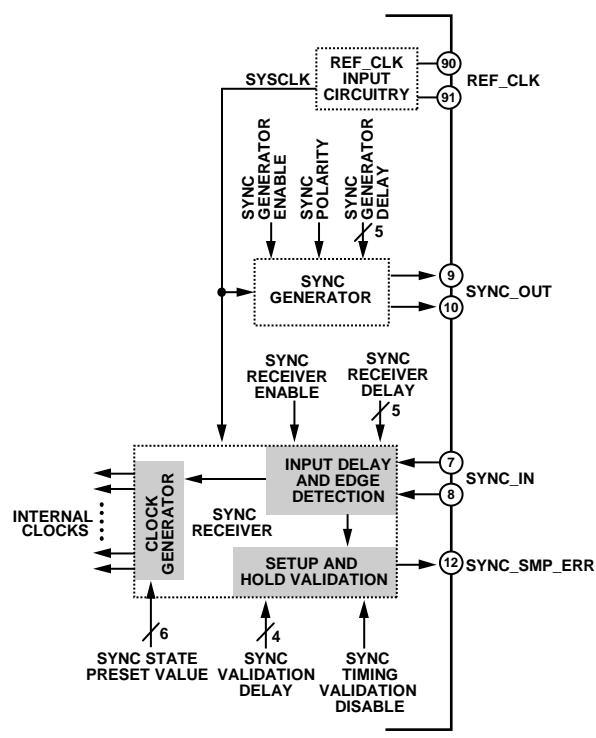 REF_CLK
INPUT
CIRCUITRY
90
91
REF_CLK
SYSCLK
SYNC
GENERATOR
ENABLE
SYNC
POLARITY
SYNC
GENERATOR
DELAY
5
SYNC
GENERATOR
9
10
SYNC_OUT
SYNC
RECEIVER
ENABLE
SYNC
RECEIVER
DELAY
5
INPUT DELAY
AND EDGE
DETECTION
7
8
SYNC_IN
CLOCK
GENERATOR
SYNC
RECEIVER
INTERNAL
CLOCKS
SETUP AND
HOLD VALIDATION
12
SYNC_SMP_ERR
6
SYNC STATE
PRESET VALUE
4
SYNC
VALIDATION
DELAY
SYNC
TIMING
VALIDATION
DISABLE